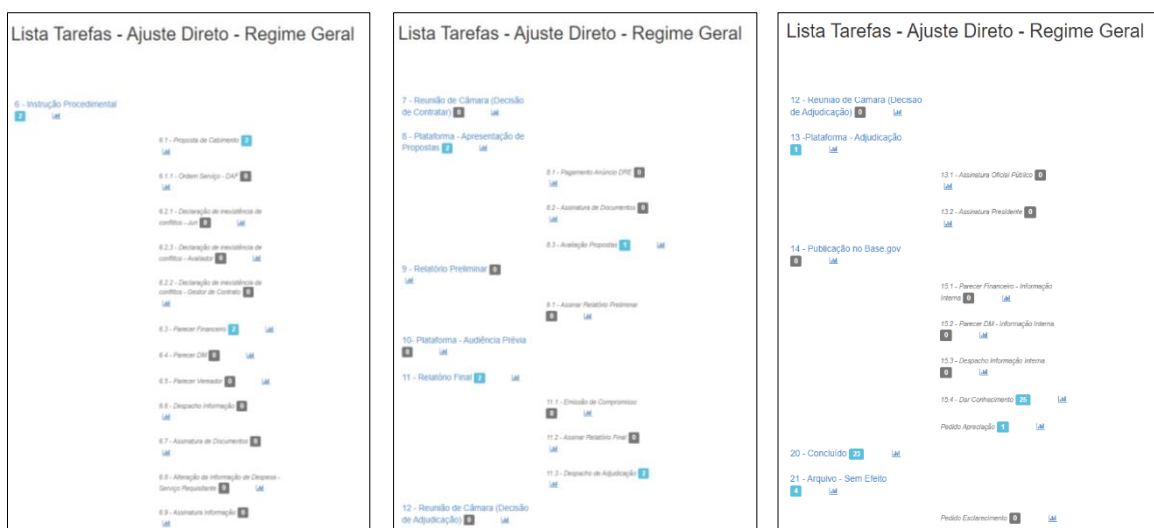 Lista Tarefas - Ajuste Direto - Regime Geral
6 - Instrução Procedimental
2
6.1 - Proposta de Cabimento 2
6.1.1 - Ordem Serviço - DAF 0
6.2.1 - Declaração de inexistência de
conflitos - Júri 0
6.2.3 - Declaração de inexistência de
conflitos - Avaliador 0
6.2.2 - Declaração de inexistência de
conflitos - Gestor de Contrato 0
6.3 - Parecer Financeiro 2
6.4 - Parecer DM 0
6.5 - Parecer Vereador 0
6.6 - Despacho Informação 0
6.7 - Assinatura de Documentos 0
6.8 - Alteração da Informação de Despesa -
Serviço Requisitante 0
6.9 - Assinatura Informação 0
Lista Tarefas - Ajuste Direto - Regime Geral
7 - Reunião de Câmara (Decisão
de Contratar) 0
8 - Plataforma - Apresentação de
Propostas 2
8.1 - Pagamento Anúncio DRE 0
8.2 - Assinatura de Documentos 0
8.3 - Avaliação Propostas 1
9 - Relatório Preliminar 0
9.1 - Assinar Relatório Preliminar
0
10- Plataforma - Audiência Prévia
0
11 - Relatório Final 2
11.1 - Emissão de Compromisso
0
11.2 - Assinar Relatório Final 0
11.3 - Despacho de Adjudicação 2
12 - Reunião de Câmara (Decisão
de Adjudicação) 0
Lista Tarefas - Ajuste Direto - Regime Geral
12 - Reunião de Câmara (Decisão
de Adjudicação) 0
13 -Plataforma - Adjudicação
1
13.1 - Assinatura Oficial Público 0
13.2 - Assinatura Presidente 0
14 - Publicação no Base.gov
0
15.1 - Parecer Financeiro - Informação
Interna 0
15.2 - Parecer DM - Informação Interna
0
15.3 - Despacho Informação Interna
0
15.4 - Dar Conhecimento 25
Pedido Apreciação 1
20 - Concluído 23
21 - Arquivo - Sem Efeito
4
Pedido Esclarecimento 0